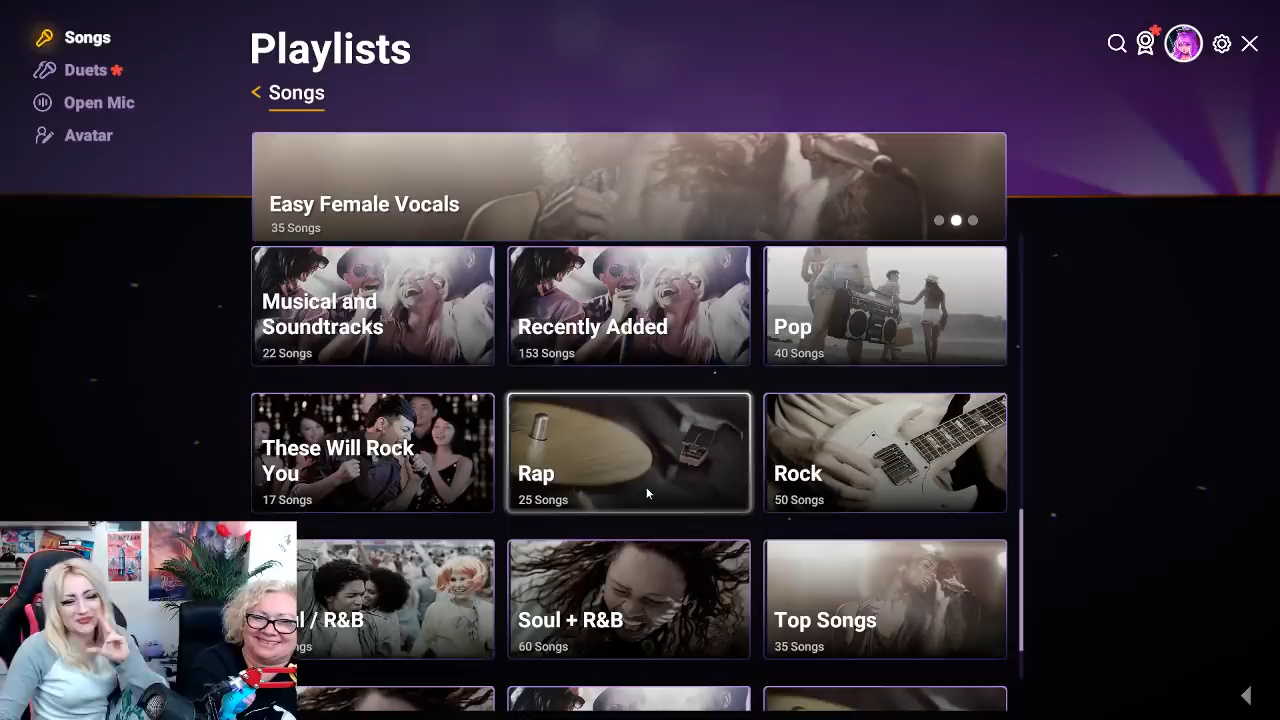 Songs
Duets
Open Mic
Avatar
Playlists
< Songs
Easy Female Vocals
35 Songs
Musical and
Soundtracks
22 Songs
Recently Added
153 Songs
Pop
40 Songs
These Will Rock
You
17 Songs
Rap
25 Songs
Rock
50 Songs
l / R&B
ngs
Soul + R&B
60 Songs
Top Songs
35 Songs